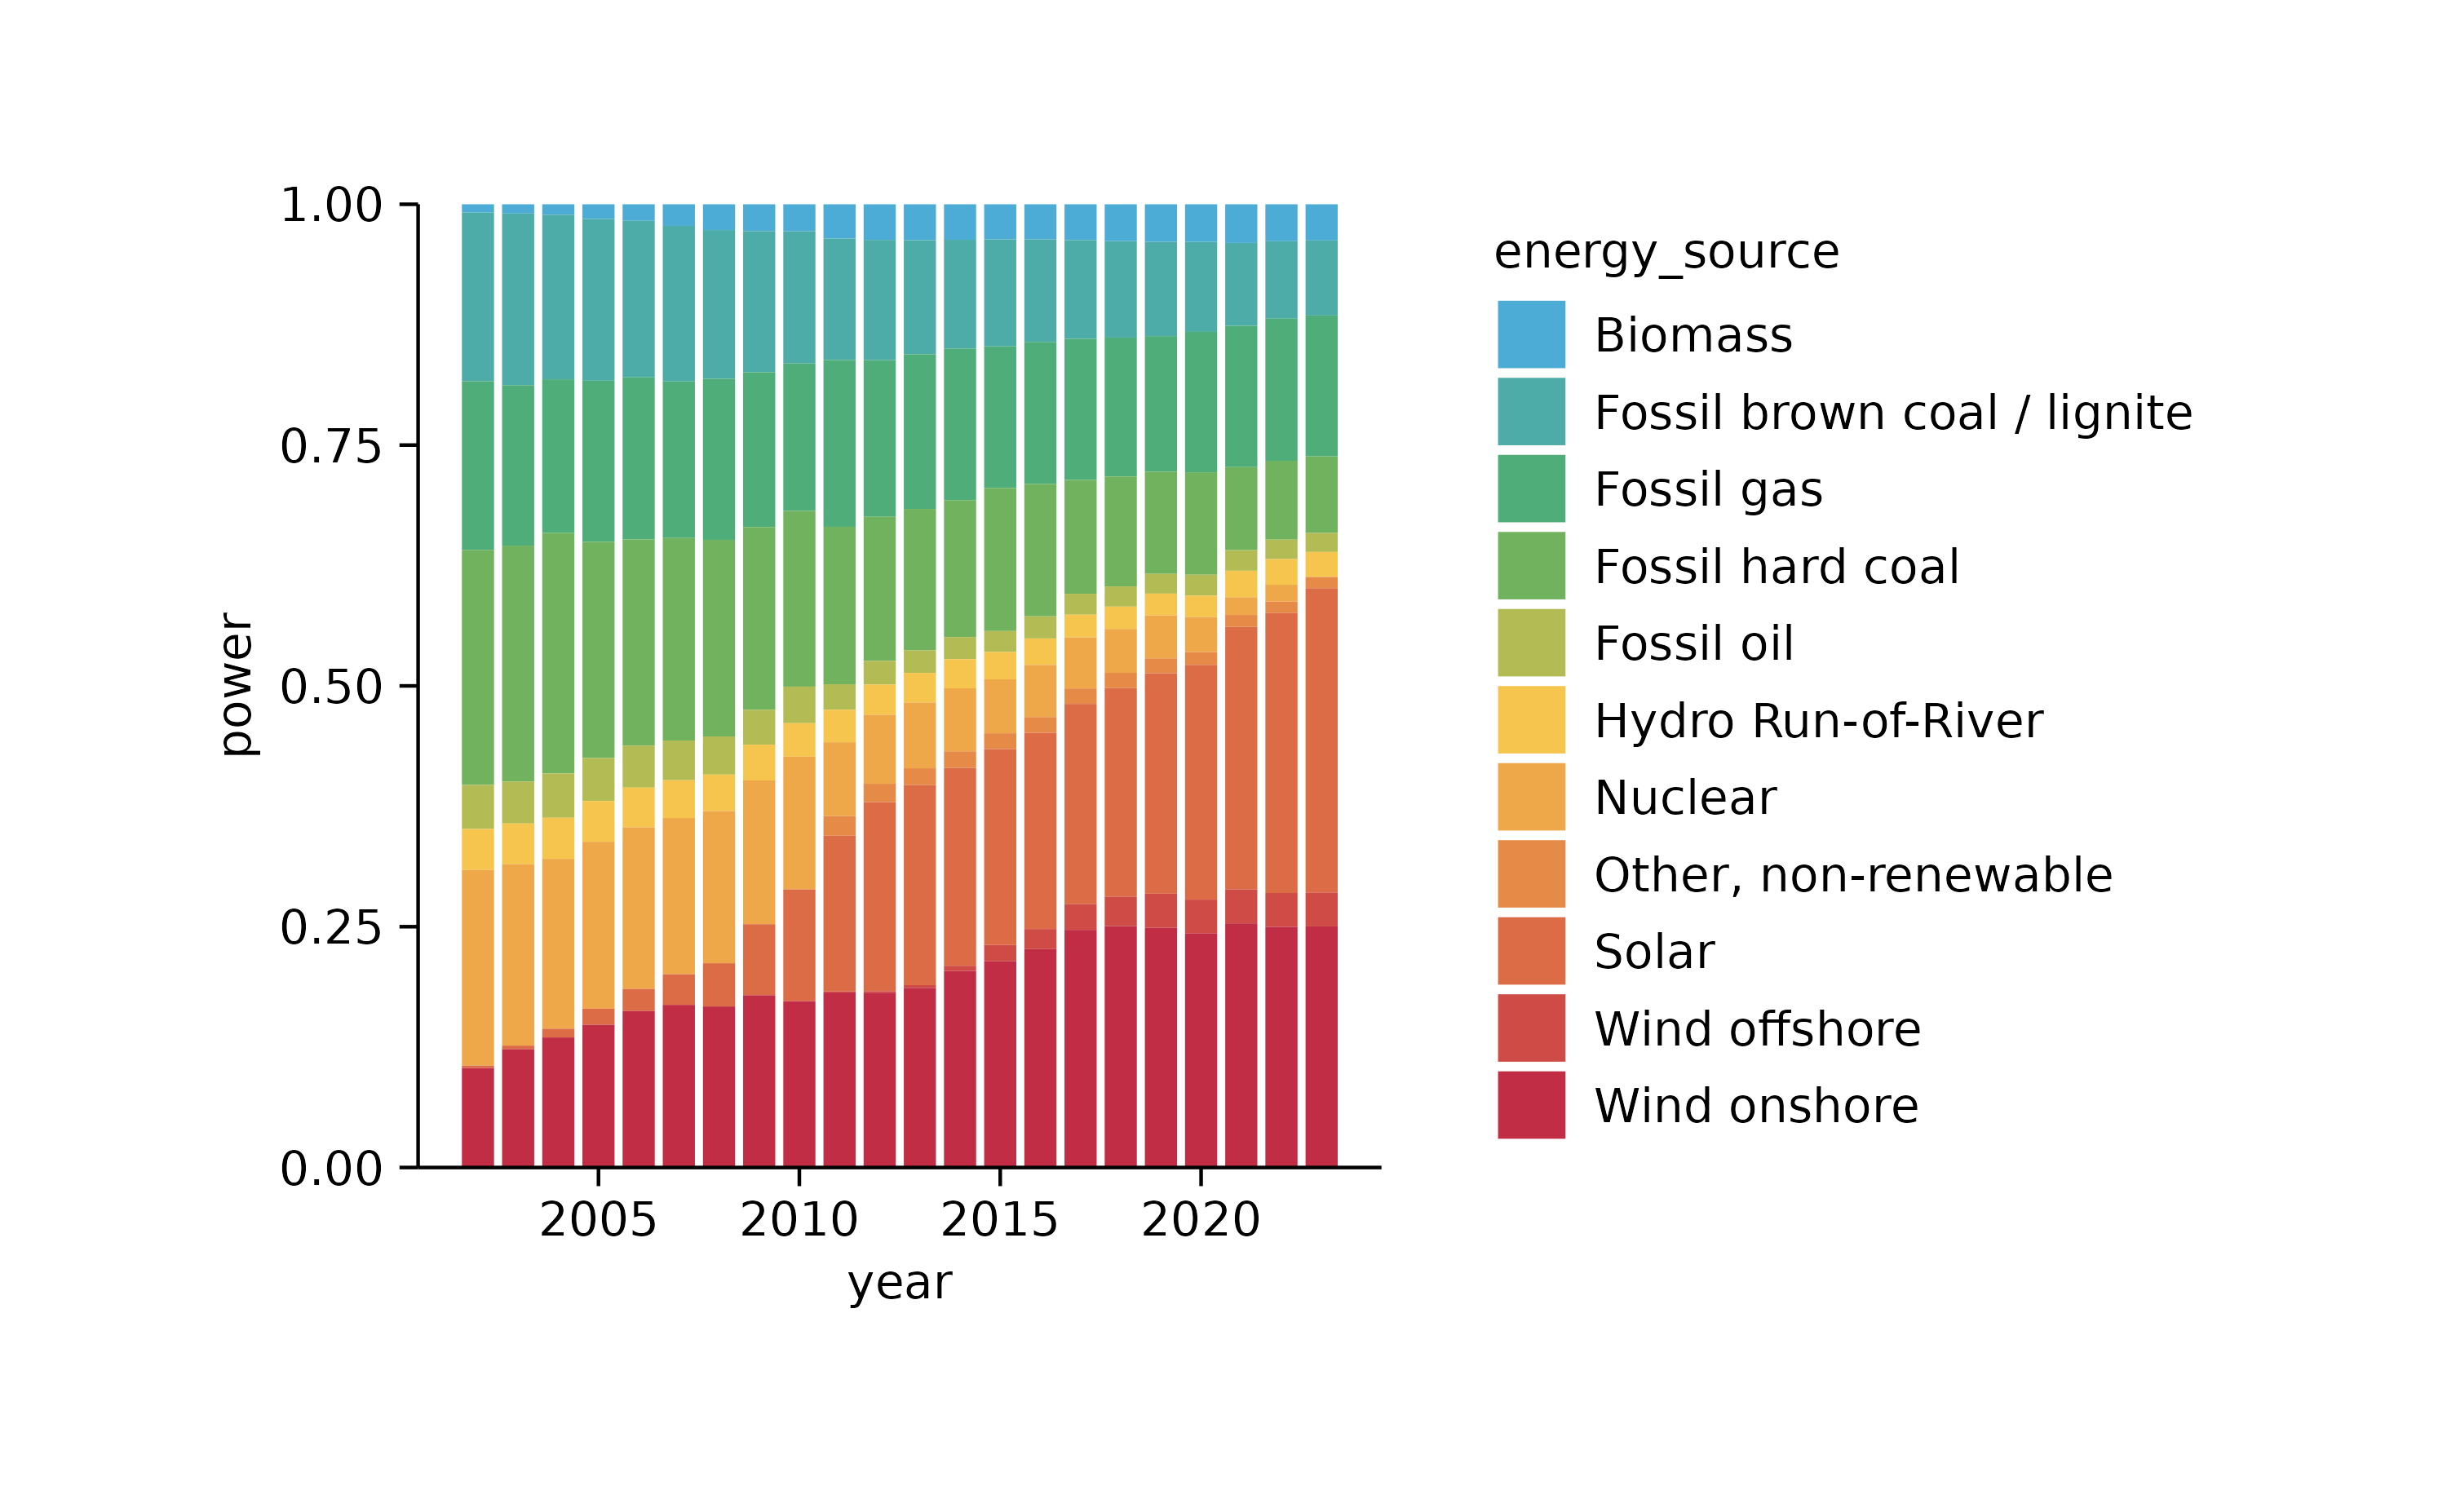 1.00
0.75
0.50
0.25
0.00
power
2005 2010 2015 2020
year
energy_source
Biomass
Fossil brown coal / lignite
Fossil gas
Fossil hard coal
Fossil oil
Hydro Run-of-River
Nuclear
Other, non-renewable
Solar
Wind offshore
Wind onshore